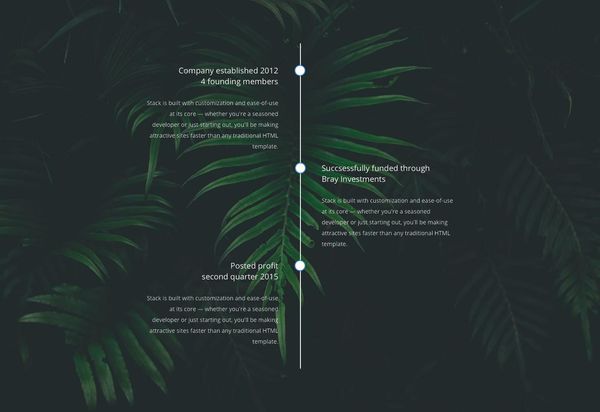 Company established 2012
4 founding members
Stack is built with customization and ease-of-use
at its core — whether you're a seasoned
developer or just starting out, you'll be making
attractive sites faster than any traditional HTML
template.
Succsessfully funded through
Bray Investments
Stack is built with customization and ease-of-use
at its core — whether you're a seasoned
developer or just starting out, you'll be making
attractive sites faster than any traditional HTML
template.
Posted profit
second quarter 2015
Stack is built with customization and ease-of-use
at its core — whether you're a seasoned
developer or just starting out, you'll be making
attractive sites faster than any traditional HTML
template.